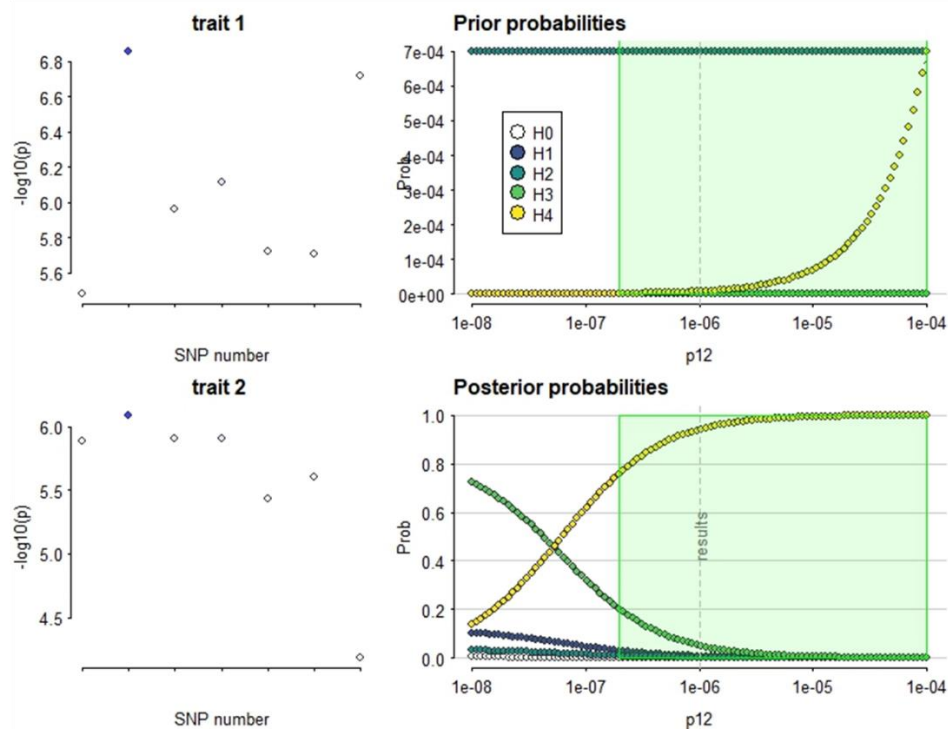 trait 1
-log10(p)
6.8
6.6
6.4
6.2
6.0
5.8
5.6
SNP number
Prior probabilities
Prob
7e-04
6e-04
5e-04
4e-04
3e-04
2e-04
1e-04
0e+00
H0
H1
H2
H3
H4
1e-08 1e-07 1e-06 1e-05 1e-04
p12
trait 2
-log10(p)
6.0
5.5
5.0
4.5
SNP number
Posterior probabilities
Prob
1.0
0.8
0.6
0.4
0.2
0.0
results
1e-08 1e-07 1e-06 1e-05 1e-04
p12